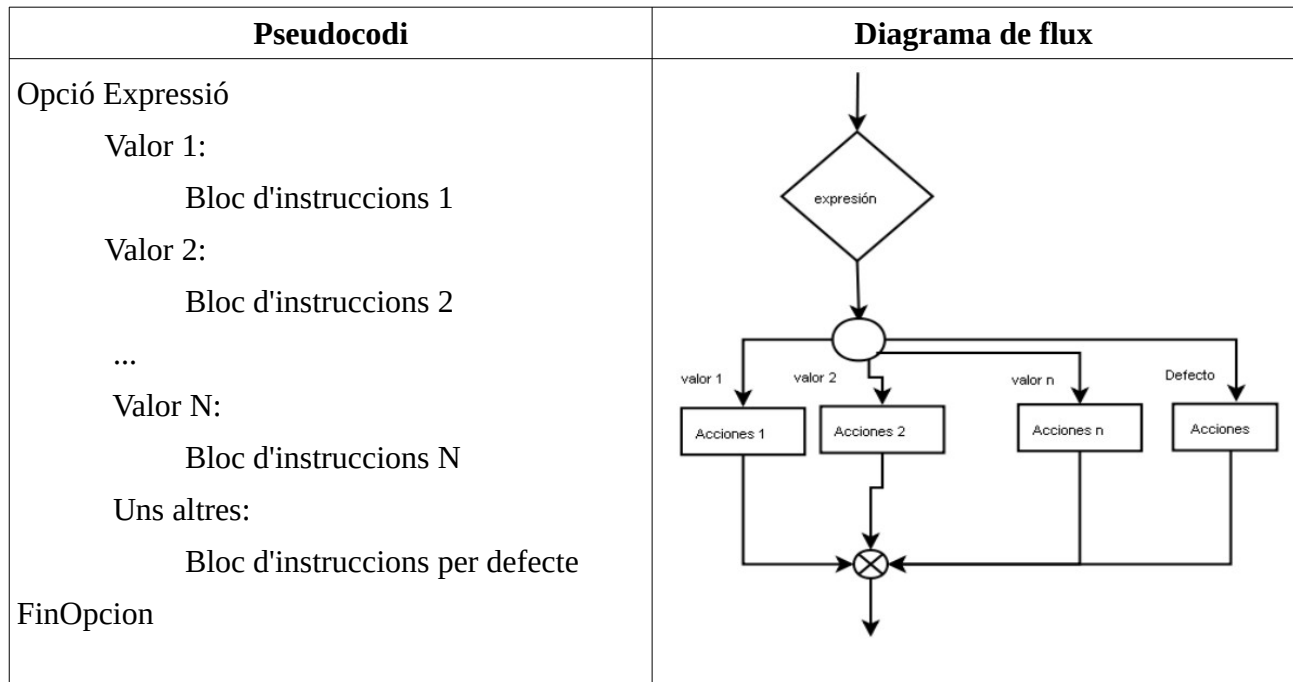 Pseudocodi
Diagrama de flux
Opció Expressió
Valor 1:
Bloc d'instruccions 1
Valor 2:
Bloc d'instruccions 2
...
Valor N:
Bloc d'instruccions N
Uns altres:
Bloc d'instruccions per defecte
FinOpcion
expresión
valor 1
valor 2
valor n
Defecto
Acciones 1
Acciones 2
Acciones n
Acciones